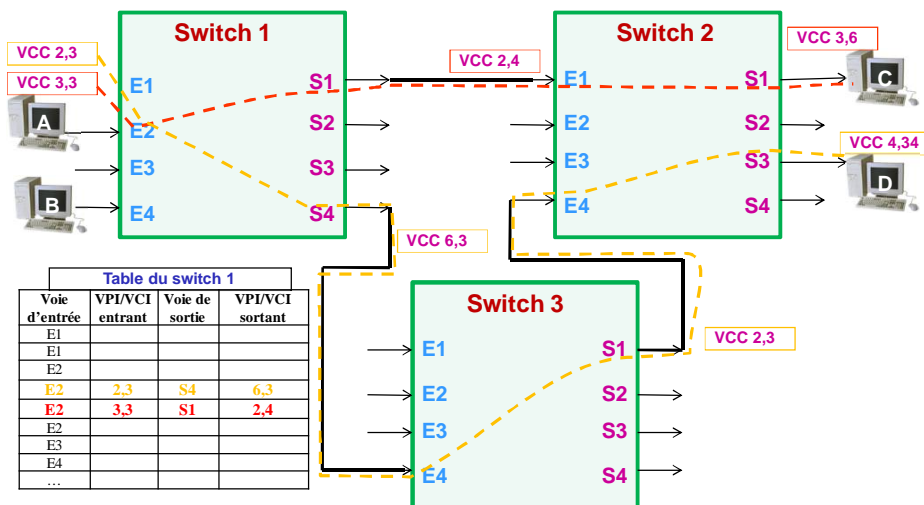 Switch 1
Switch 2
VCC 2,3
VCC 3,3
VCC 2,4
VCC 3,6
VCC 4,34
A
B
C
D
E1
E2
E3
E4
S1
S2
S3
S4
E1
E2
E3
E4
S1
S2
S3
S4
VCC 6,3
Table du switch 1
Voie d'entrée VPI/VCI entrant Voie de sortie VPI/VCI sortant
E1
E1
E2
E2 2,3 S4 6,3
E2 3,3 S1 2,4
E2
E3
E4
…
Switch 3
E1
E2
E3
E4
S1
S2
S3
S4
VCC 2,3